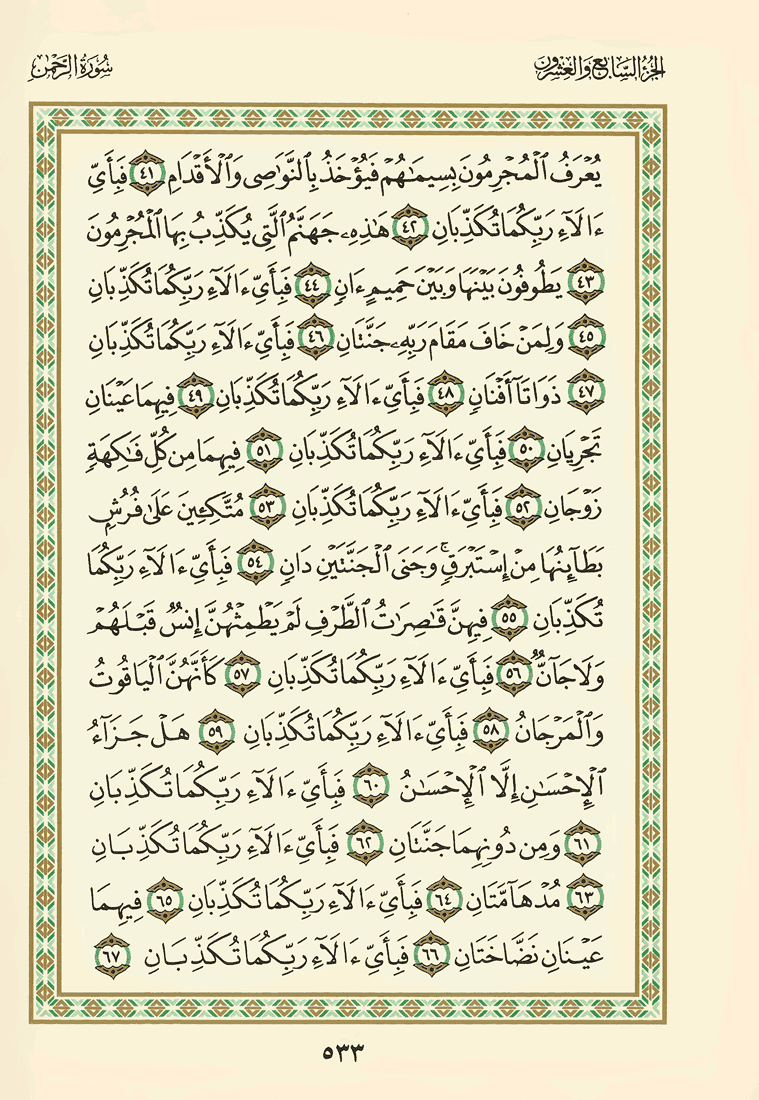 الجزء السابع والعشرون
سورة الرحمن
يُعْرَفُ ٱلْمُجْرِمُونَ بِسِيمَٰهُمْ فَيُؤْخَذُ بِٱلنَّوَٰصِى وَٱلْأَقْدَامِ ٤١ فَبِأَىِّ
ءَالَآءِ رَبِّكُمَا تُكَذِّبَانِ ٤٢ هَٰذِهِۦ جَهَنَّمُ ٱلَّتِى يُكَذِّبُ بِهَا ٱلْمُجْرِمُونَ
٤٣ يَطُوفُونَ بَيْنَهَا وَبَيْنَ حَمِيمٍ ءَانٍ ٤٤ فَبِأَىِّ ءَالَآءِ رَبِّكُمَا تُكَذِّبَانِ
٤٥ وَلِمَنْ خَافَ مَقَامَ رَبِّهِۦ جَنَّتَانِ ٤٦ فَبِأَىِّ ءَالَآءِ رَبِّكُمَا تُكَذِّبَانِ
٤٧ ذَوَاتَآ أَفْنَانٍ ٤٨ فَبِأَىِّ ءَالَآءِ رَبِّكُمَا تُكَذِّبَانِ ٤٩ فِيهِمَا عَيْنَانِ
تَجْرِيَانِ ٥٠ فَبِأَىِّ ءَالَآءِ رَبِّكُمَا تُكَذِّبَانِ ٥١ فِيهِمَا مِن كُلِّ فَٰكِهَةٍ
زَوْجَانِ ٥٢ فَبِأَىِّ ءَالَآءِ رَبِّكُمَا تُكَذِّبَانِ ٥٣ مُتَّكِـِٔينَ عَلَىٰ فُرُشٍۭ
بَطَآئِنُهَا مِنْ إِسْتَبْرَقٍ ۚ وَجَنَى ٱلْجَنَّتَيْنِ دَانٍ ٥٤ فَبِأَىِّ ءَالَآءِ رَبِّكُمَا
تُكَذِّبَانِ ٥٥ فِيهِنَّ قَٰصِرَٰتُ ٱلطَّرْفِ لَمْ يَطْمِثْهُنَّ إِنسٌ قَبْلَهُمْ
وَلَا جَآنٌّ ٥٦ فَبِأَىِّ ءَالَآءِ رَبِّكُمَا تُكَذِّبَانِ ٥٧ كَأَنَّهُنَّ ٱلْيَاقُوتُ
وَٱلْمَرْجَانُ ٥٨ فَبِأَىِّ ءَالَآءِ رَبِّكُمَا تُكَذِّبَانِ ٥٩ هَلْ جَزَآءُ
ٱلْإِحْسَٰنِ إِلَّا ٱلْإِحْسَٰنُ ٦٠ فَبِأَىِّ ءَالَآءِ رَبِّكُمَا تُكَذِّبَانِ
٦١ وَمِن دُونِهِمَا جَنَّتَانِ ٦٢ فَبِأَىِّ ءَالَآءِ رَبِّكُمَا تُكَذِّبَانِ
٦٣ مُدْهَآمَّتَانِ ٦٤ فَبِأَىِّ ءَالَآءِ رَبِّكُمَا تُكَذِّبَانِ ٦٥ فِيهِمَا
عَيْنَانِ نَضَّاخَتَانِ ٦٦ فَبِأَىِّ ءَالَآءِ رَبِّكُمَا تُكَذِّبَانِ ٦٧
٥٣٣